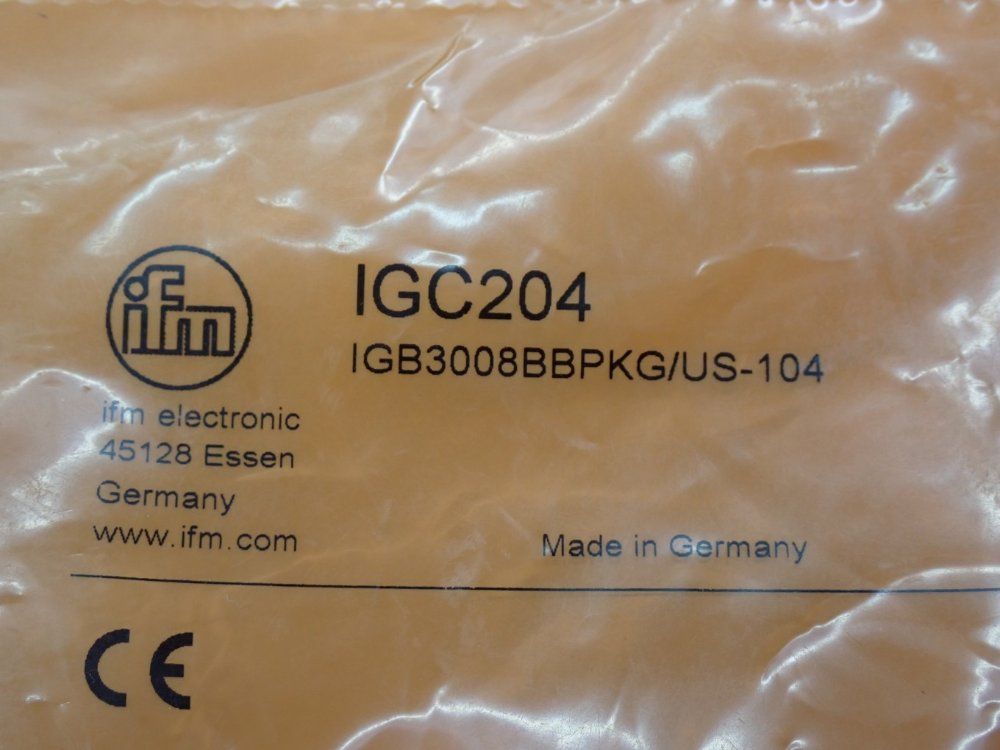 ifm
IGC204
IGB3008BBPKG/US-104
ifm electronic
45128 Essen
Germany
www.ifm.com
Made in Germany
CE